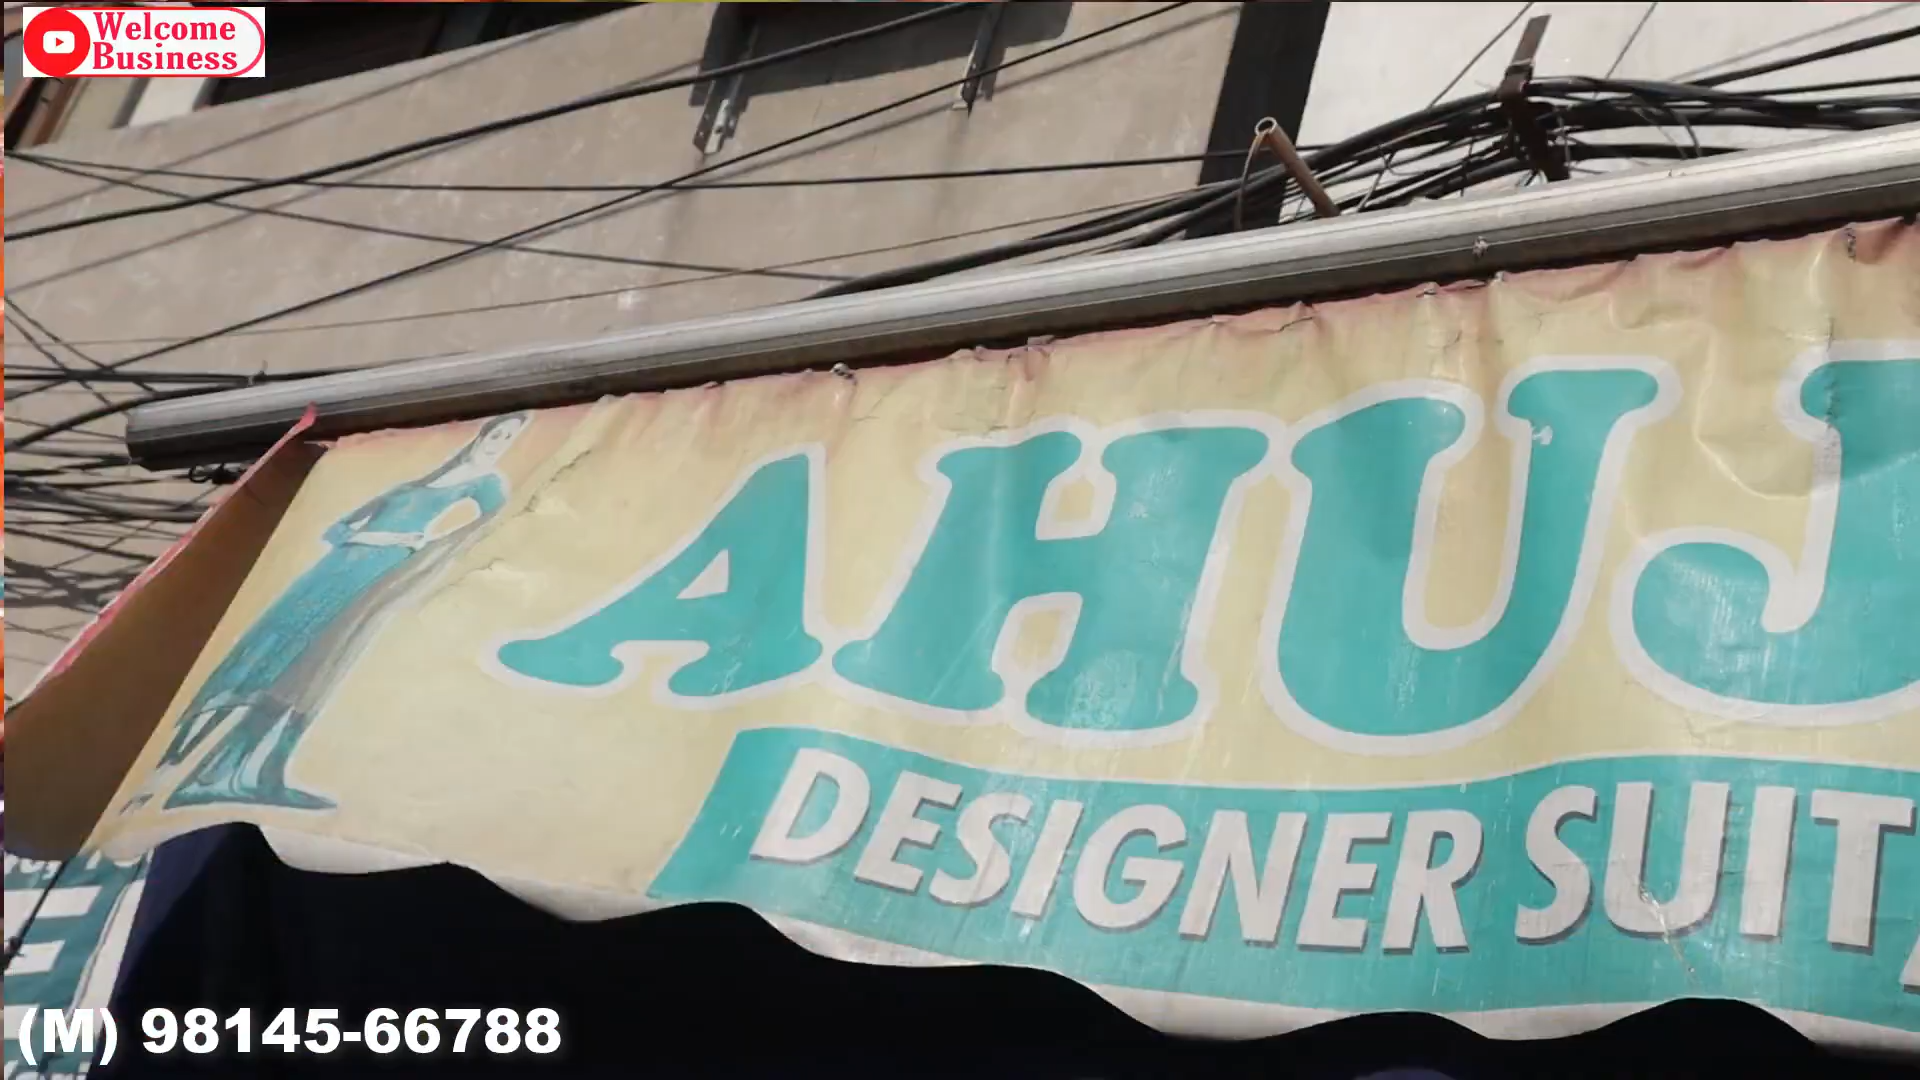 Welcome
Business
AHUJ
DESIGNER SUIT
(M) 98145-66788